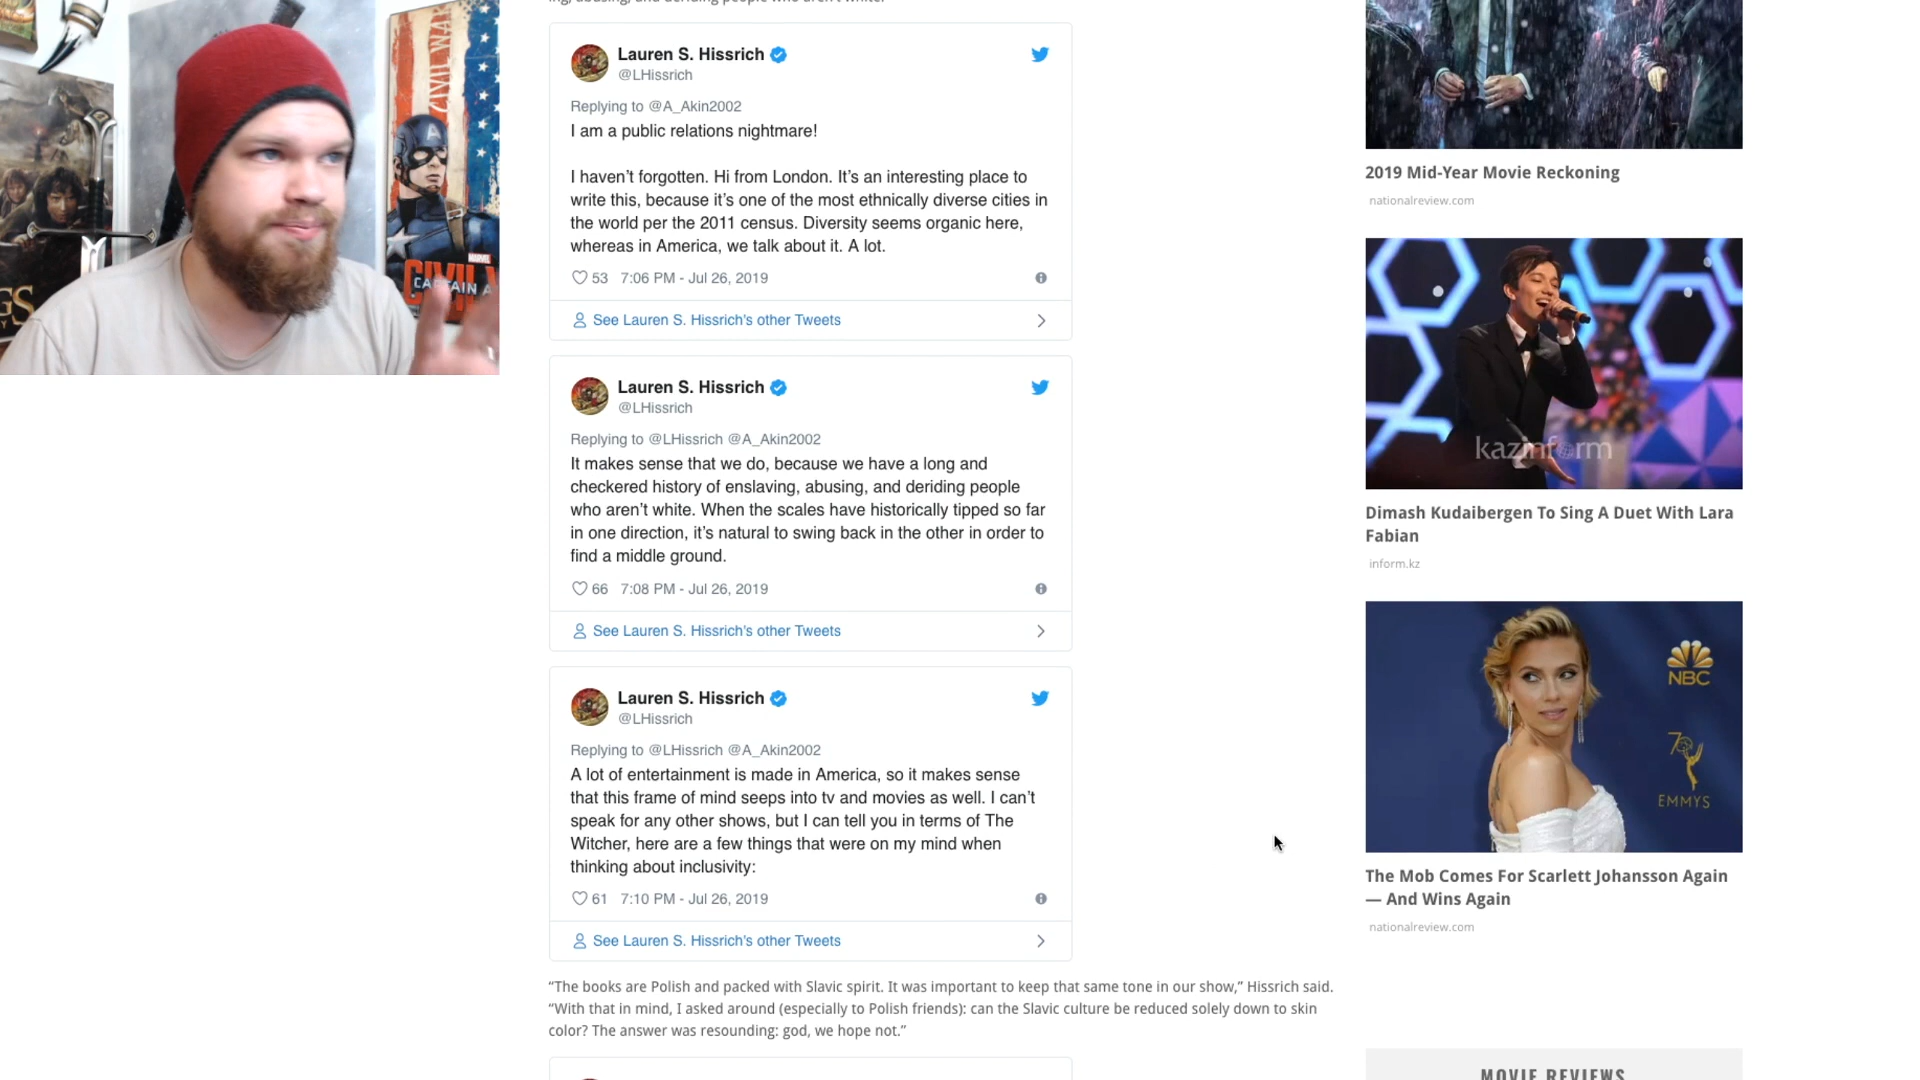 ing, abusing, and deriding people who aren't white.
CIVIL WAR
GS
MARVEL
CAPTAIN A
CIVIL
Lauren S. Hissrich
@LHissrich
Replying to @A_Akin2002
I am a public relations nightmare!
I haven't forgotten. Hi from London. It's an interesting place to
write this, because it's one of the most ethnically diverse cities in
the world per the 2011 census. Diversity seems organic here,
whereas in America, we talk about it. A lot.
53 7:06 PM - Jul 26, 2019
See Lauren S. Hissrich's other Tweets
Lauren S. Hissrich
@LHissrich
Replying to @LHissrich @A_Akin2002
It makes sense that we do, because we have a long and
checkered history of enslaving, abusing, and deriding people
who aren't white. When the scales have historically tipped so far
in one direction, it's natural to swing back in the other in order to
find a middle ground.
66 7:08 PM - Jul 26, 2019
See Lauren S. Hissrich's other Tweets
Lauren S. Hissrich
@LHissrich
Replying to @LHissrich @A_Akin2002
A lot of entertainment is made in America, so it makes sense
that this frame of mind seeps into tv and movies as well. I can't
speak for any other shows, but I can tell you in terms of The
Witcher, here are a few things that were on my mind when
thinking about inclusivity:
61 7:10 PM - Jul 26, 2019
See Lauren S. Hissrich's other Tweets
"The books are Polish and packed with Slavic spirit. It was important to keep that same tone in our show," Hissrich said.
"With that in mind, I asked around (especially to Polish friends): can the Slavic culture be reduced solely down to skin
color? The answer was resounding: god, we hope not."
2019 Mid-Year Movie Reckoning
nationalreview.com
kazinform
Dimash Kudaibergen To Sing A Duet With Lara
Fabian
inform.kz
NBC
70
EMMYS
The Mob Comes For Scarlett Johansson Again
— And Wins Again
nationalreview.com
MOVIE REVIEWS